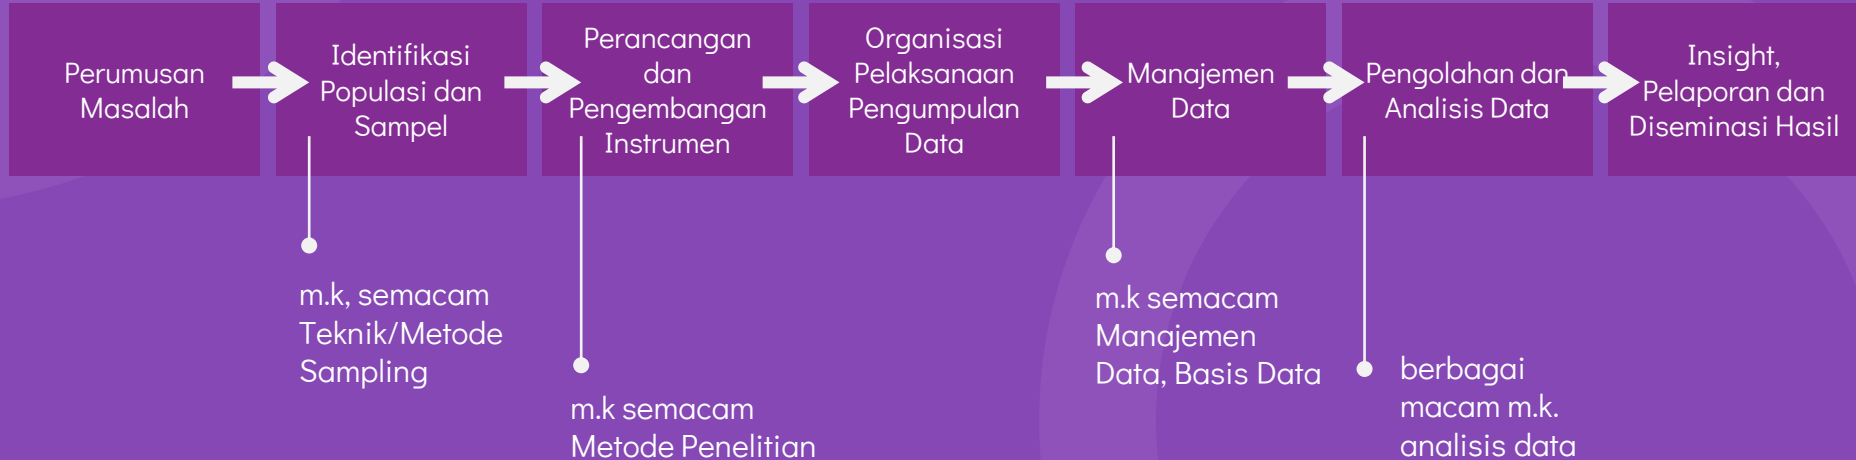 Perumusan
Masalah
Identifikasi
Populasi dan
Sampel
Perancangan
dan
Pengembangan
Instrumen
Organisasi
Pelaksanaan
Pengumpulan
Data
Manajemen
Data
Pengolahan dan
Analisis Data
Insight,
Pelaporan dan
Diseminasi Hasil
m.k, semacam
Teknik/Metode
Sampling
m.k semacam
Metode Penelitian
m.k semacam
Manajemen
Data, Basis Data
berbagai
macam m.k.
analisis data